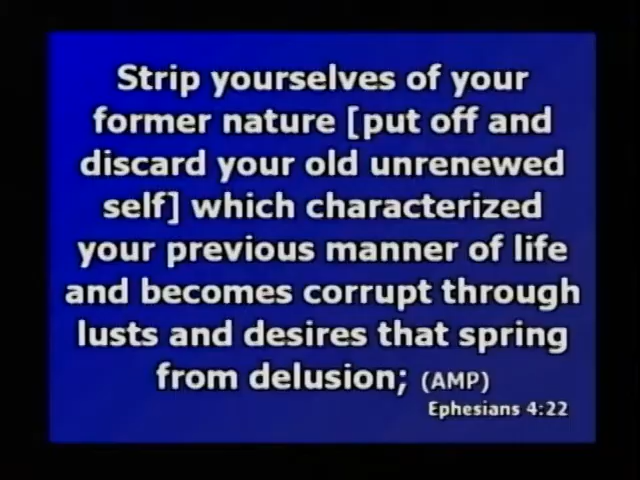 Strip yourselves of your
former nature [put off and
discard your old unrenewed
self] which characterized
your previous manner of life
and becomes corrupt through
lusts and desires that spring
from delusion; (AMP)
Ephesians 4:22